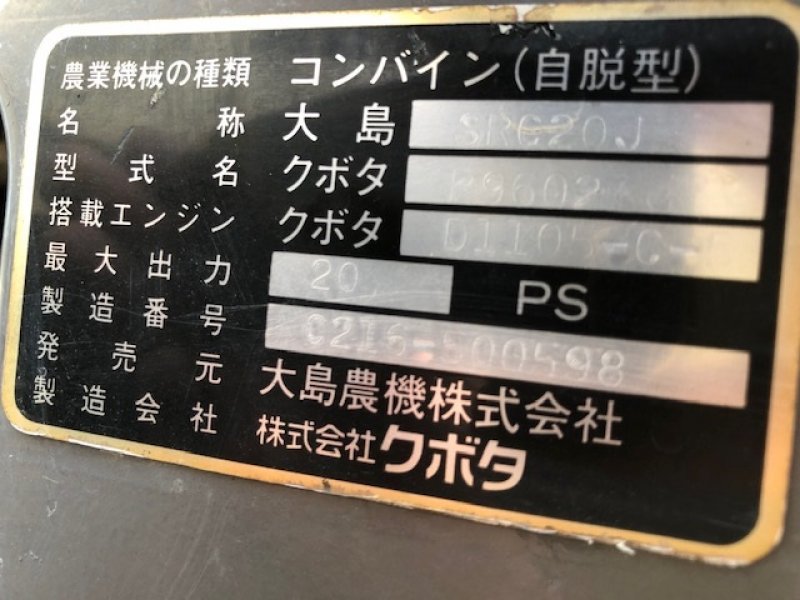 農業機械の種類 コンバイン(自脱型)
名称 大島 SRC20J
型式名 クボタ
搭載エンジン クボタ
最大出力 20 PS
製造番号 C216-500598
発売元 大島農機株式会社
製造会社 株式会社クボタ